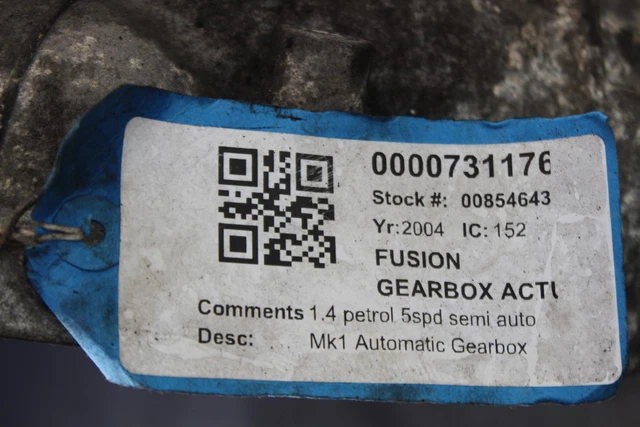 0000731176
Stock #: 00854643
Yr:2004 IC: 152
FUSION
GEARBOX ACTU
Comments 1.4 petrol 5spd semi auto
Desc: Mk1 Automatic Gearbox